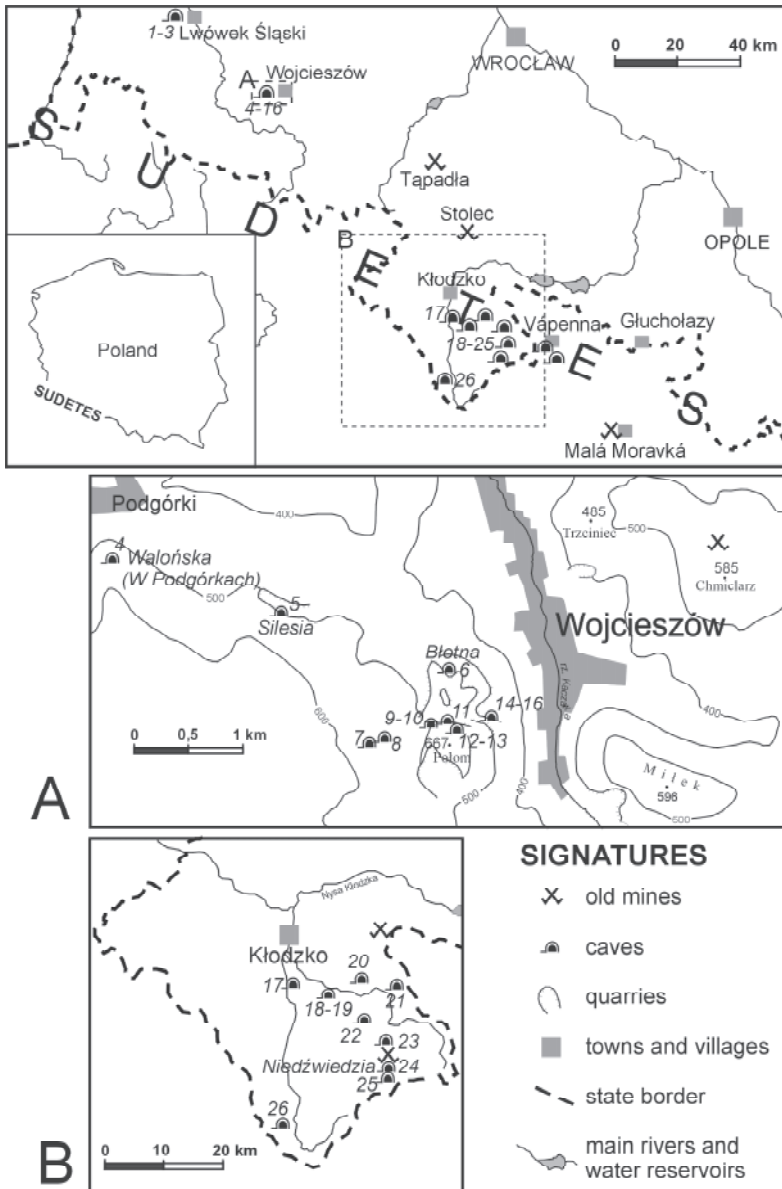 1-3 Lwówek Śląski
A Wojcieszów
4-16
WROCŁAW
0 20 40 km
Tąpadła
Stolec
OPOLE
S U D E T E S
B
Kłodzko
17
18-25
26
Vápenna
Głuchołazy
Malá Moravká
Poland
SUDETES
Podgórki
4 Walońska
(W Podgórkach)
500
5
Silesia
400
485
Trzciniec
500
585
Chmielarz
Wojcieszów
rz. Kaczawa
Błotna
6
600
9-10
11
14-16
7
8
12-13
667
Połom
0 0,5 1 km
500
400
400
Miłek
596
500
A
Nysa Kłodzka
Kłodzko
20
17
18-19
21
22
23
Niedźwiedzia
24
25
26
0 10 20 km
B
SIGNATURES
old mines
caves
quarries
towns and villages
state border
main rivers and
water reservoirs